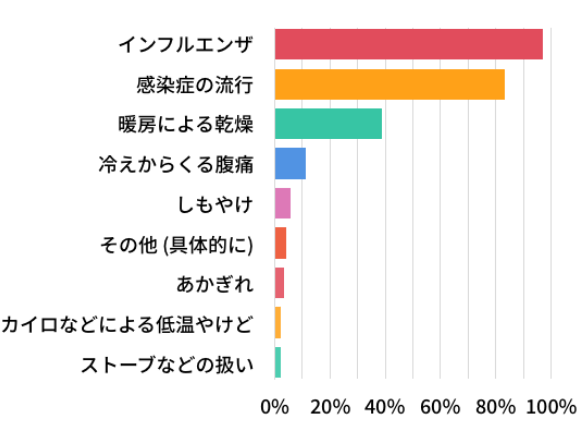 インフルエンザ
感染症の流行
暖房による乾燥
冷えからくる腹痛
しもやけ
その他 (具体的に)
あかぎれ
カイロなどによる低温やけど
ストーブなどの扱い
0% 20% 40% 60% 80% 100%